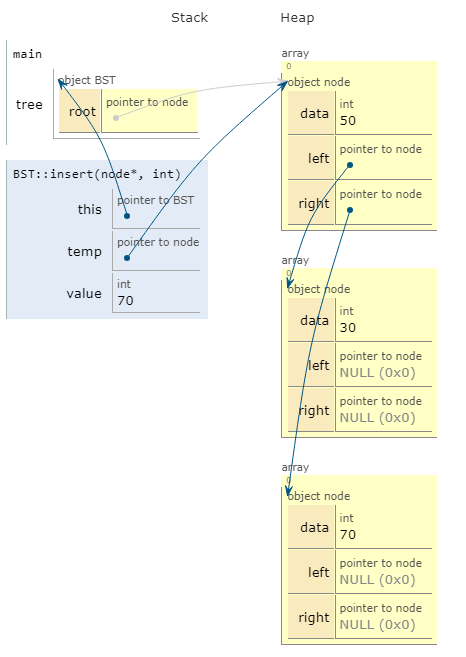 Stack
Heap
main
tree
object BST
root
pointer to node
BST::insert(node*, int)
this
pointer to BST
temp
pointer to node
value
int
70
array
0
object node
data
int
50
left
pointer to node
right
pointer to node
array
0
object node
data
int
30
left
pointer to node
NULL (0x0)
right
pointer to node
NULL (0x0)
array
0
object node
data
int
70
left
pointer to node
NULL (0x0)
right
pointer to node
NULL (0x0)